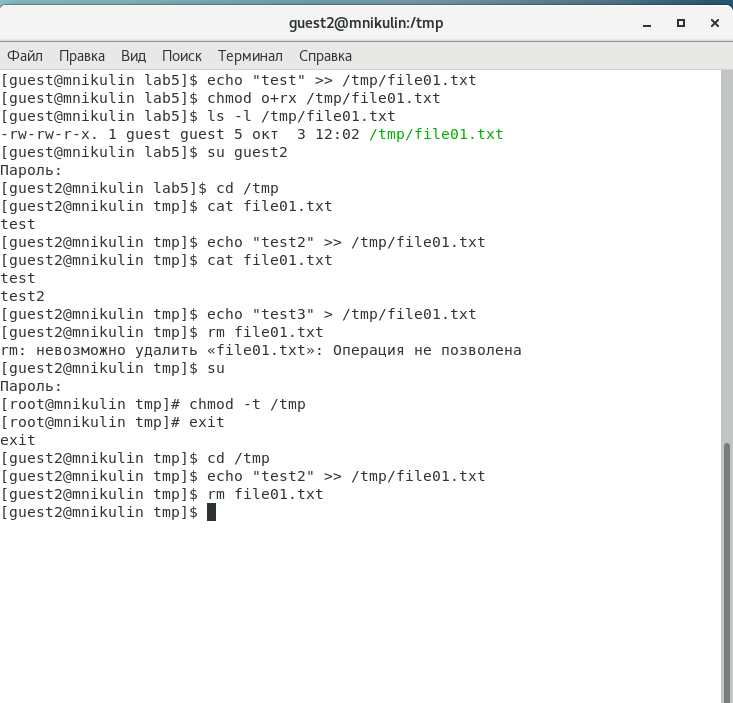 guest2@mnikulin:/tmp
Файл Правка Вид Поиск Терминал Справка
[guest@mnikulin lab5]$ echo "test" >> /tmp/file01.txt
[guest@mnikulin lab5]$ chmod o+rx /tmp/file01.txt
[guest@mnikulin lab5]$ ls -l /tmp/file01.txt
-rw-rw-r-x. 1 guest guest 5 окт  3 12:02 /tmp/file01.txt
[guest@mnikulin lab5]$ su guest2
Пароль:
[guest2@mnikulin lab5]$ cd /tmp
[guest2@mnikulin tmp]$ cat file01.txt
test
[guest2@mnikulin tmp]$ echo "test2" >> /tmp/file01.txt
[guest2@mnikulin tmp]$ cat file01.txt
test
test2
[guest2@mnikulin tmp]$ echo "test3" > /tmp/file01.txt
[guest2@mnikulin tmp]$ rm file01.txt
rm: невозможно удалить «file01.txt»: Операция не позволена
[guest2@mnikulin tmp]$ su
Пароль:
[root@mnikulin tmp]# chmod -t /tmp
[root@mnikulin tmp]# exit
exit
[guest2@mnikulin tmp]$ cd /tmp
[guest2@mnikulin tmp]$ echo "test2" >> /tmp/file01.txt
[guest2@mnikulin tmp]$ rm file01.txt
[guest2@mnikulin tmp]$